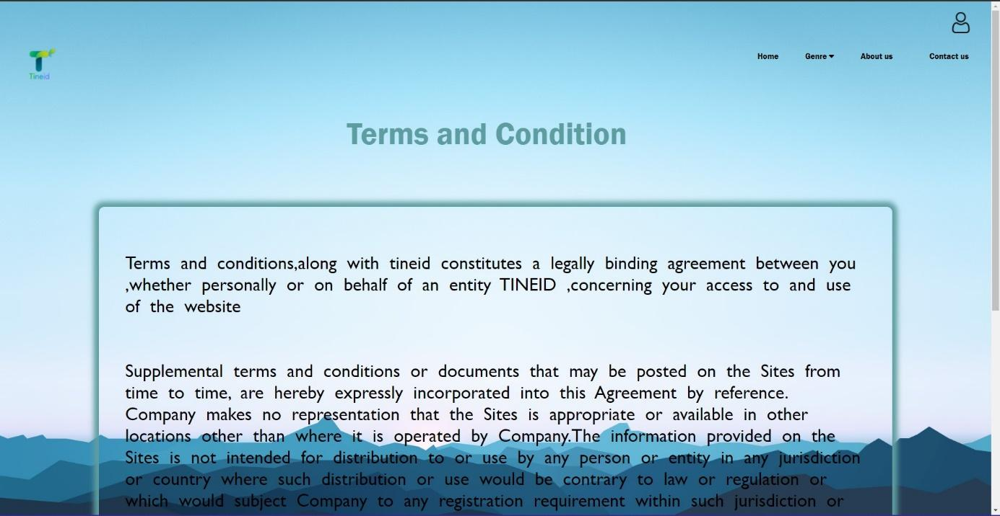 Tineid
Home Genre About us Contact us
Terms and Condition
Terms and conditions,along with tineid constitutes a legally binding agreement between you
,whether personally or on behalf of an entity TINEID ,concerning your access to and use
of the website
Supplemental terms and conditions or documents that may be posted on the Sites from
time to time, are hereby expressly incorporated into this Agreement by reference.
Company makes no representation that the Sites is appropriate or available in other
locations other than where it is operated by Company.The information provided on the
Sites is not intended for distribution to or use by any person or entity in any jurisdiction
or country where such distribution or use would be contrary to law or regulation or
which would subject Company to any registration requirement within such jurisdiction or